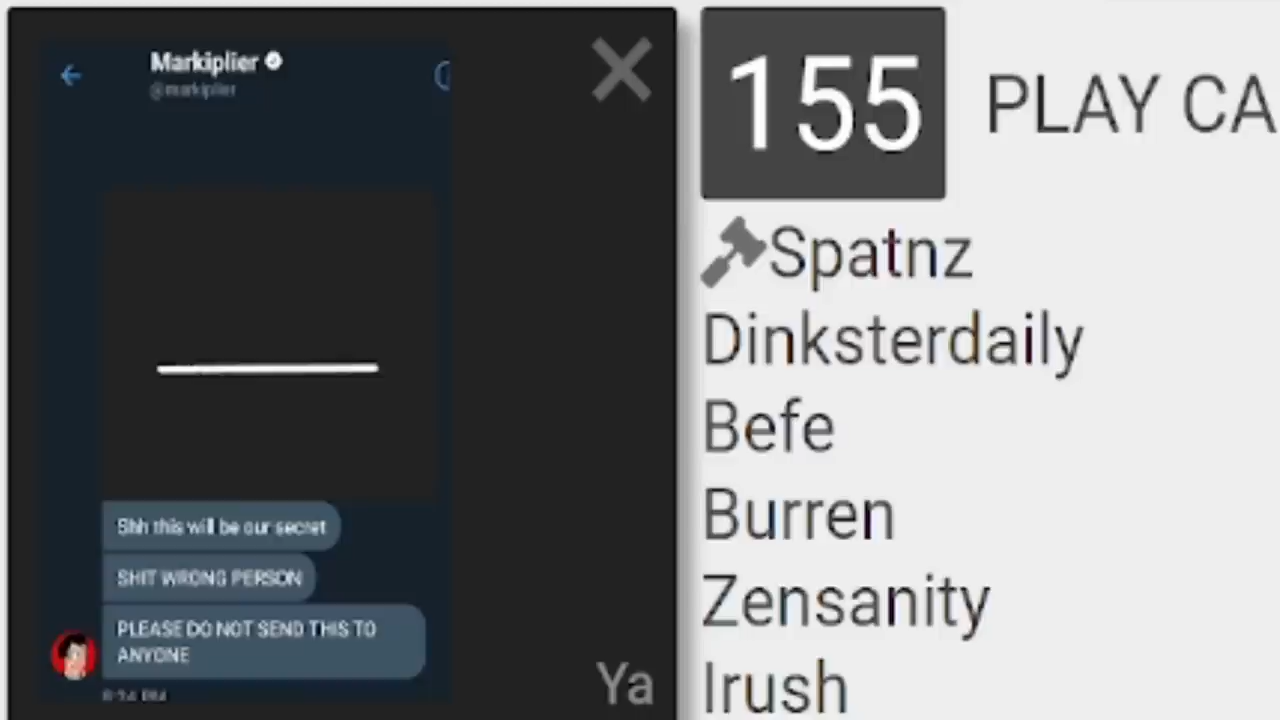 Markiplier
@markiplier
Shh this will be our secret
SHIT WRONG PERSON
PLEASE DO NOT SEND THIS TO
ANYONE
Ya
155
PLAY CA
Spatnz
Dinksterdaily
Befe
Burren
Zensanity
Irush